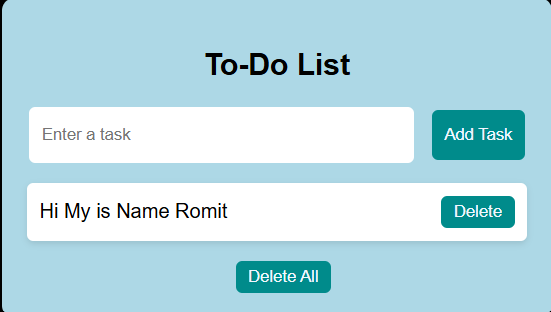 To-Do List
Enter a task
Add Task
Hi My is Name Romit
Delete
Delete All